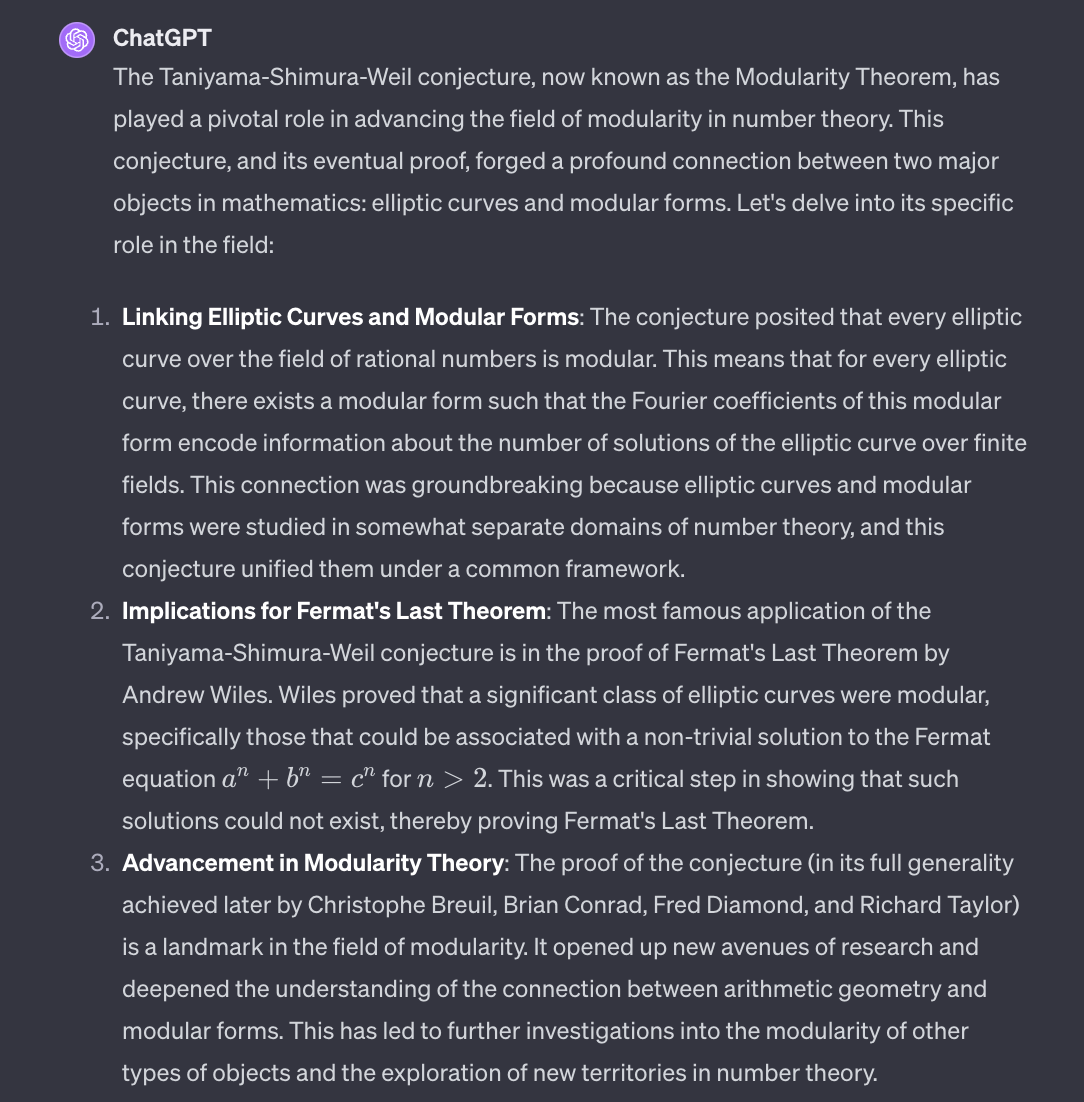 ChatGPT
The Taniyama-Shimura-Weil conjecture, now known as the Modularity Theorem, has
played a pivotal role in advancing the field of modularity in number theory. This
conjecture, and its eventual proof, forged a profound connection between two major
objects in mathematics: elliptic curves and modular forms. Let's delve into its specific
role in the field:
1. Linking Elliptic Curves and Modular Forms: The conjecture posited that every elliptic
curve over the field of rational numbers is modular. This means that for every elliptic
curve, there exists a modular form such that the Fourier coefficients of this modular
form encode information about the number of solutions of the elliptic curve over finite
fields. This connection was groundbreaking because elliptic curves and modular
forms were studied in somewhat separate domains of number theory, and this
conjecture unified them under a common framework.
2. Implications for Fermat's Last Theorem: The most famous application of the
Taniyama-Shimura-Weil conjecture is in the proof of Fermat's Last Theorem by
Andrew Wiles. Wiles proved that a significant class of elliptic curves were modular,
specifically those that could be associated with a non-trivial solution to the Fermat
equation aⁿ + bⁿ = cⁿ for n > 2. This was a critical step in showing that such
solutions could not exist, thereby proving Fermat's Last Theorem.
3. Advancement in Modularity Theory: The proof of the conjecture (in its full generality
achieved later by Christophe Breuil, Brian Conrad, Fred Diamond, and Richard Taylor)
is a landmark in the field of modularity. It opened up new avenues of research and
deepened the understanding of the connection between arithmetic geometry and
modular forms. This has led to further investigations into the modularity of other
types of objects and the exploration of new territories in number theory.